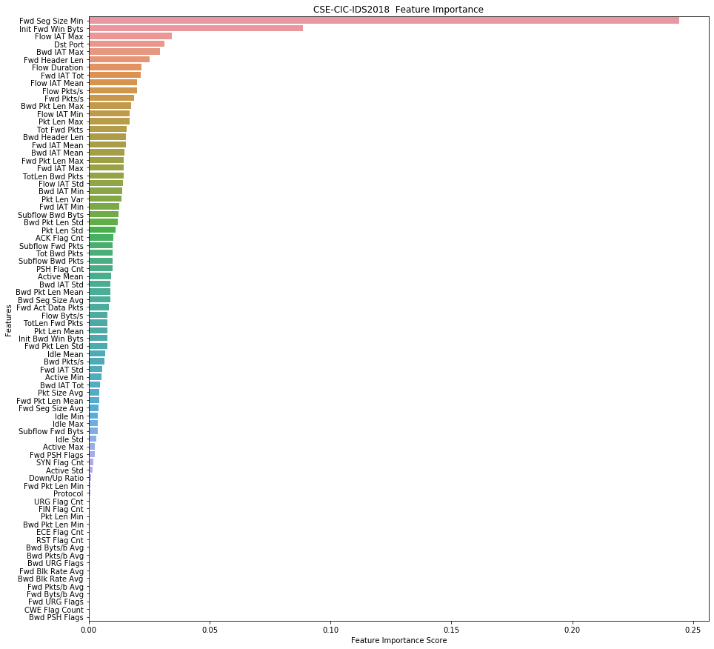 CSE-CIC-IDS2018 Feature Importance
Features
Fwd Seg Size Min
Init Fwd Win Byts
Flow IAT Max
Dst Port
Bwd IAT Max
Fwd Header Len
Flow Duration
Fwd IAT Tot
Flow IAT Mean
Flow Pkts/s
Fwd Pkts/s
Bwd Pkt Len Max
Flow IAT Min
Pkt Len Max
Tot Fwd Pkts
Bwd Header Len
Fwd IAT Mean
Bwd IAT Mean
Fwd Pkt Len Max
Fwd IAT Max
TotLen Bwd Pkts
Flow IAT Std
Bwd IAT Min
Pkt Len Var
Fwd IAT Min
Subflow Bwd Byts
Bwd Pkt Len Std
Pkt Len Std
ACK Flag Cnt
Subflow Fwd Pkts
Tot Bwd Pkts
Subflow Bwd Pkts
PSH Flag Cnt
Active Mean
Bwd IAT Std
Bwd Pkt Len Mean
Bwd Seg Size Avg
Fwd Act Data Pkts
Flow Byts/s
TotLen Fwd Pkts
Pkt Len Mean
Init Bwd Win Byts
Fwd Pkt Len Std
Idle Mean
Bwd Pkts/s
Fwd IAT Std
Active Min
Bwd IAT Tot
Pkt Size Avg
Fwd Pkt Len Mean
Fwd Seg Size Avg
Idle Min
Idle Max
Subflow Fwd Byts
Idle Std
Active Max
Fwd PSH Flags
SYN Flag Cnt
Active Std
Down/Up Ratio
Fwd Pkt Len Min
Protocol
URG Flag Cnt
FIN Flag Cnt
Pkt Len Min
Bwd Pkt Len Min
ECE Flag Cnt
RST Flag Cnt
Bwd Byts/b Avg
Bwd Pkts/b Avg
Bwd URG Flags
Fwd Blk Rate Avg
Bwd Blk Rate Avg
Fwd Pkts/b Avg
Fwd Byts/b Avg
Fwd URG Flags
CWE Flag Count
Bwd PSH Flags
0.00 0.05 0.10 0.15 0.20 0.25
Feature Importance Score